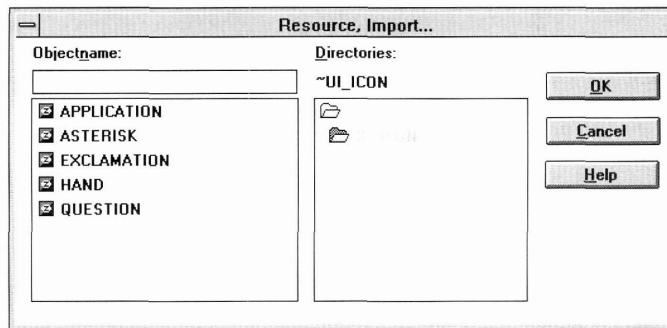 Resource, Import...
Objectname:
Directories:
~UI_ICON
APPLICATION
ASTERISK
EXCLAMATION
HAND
QUESTION
OK
Cancel
Help